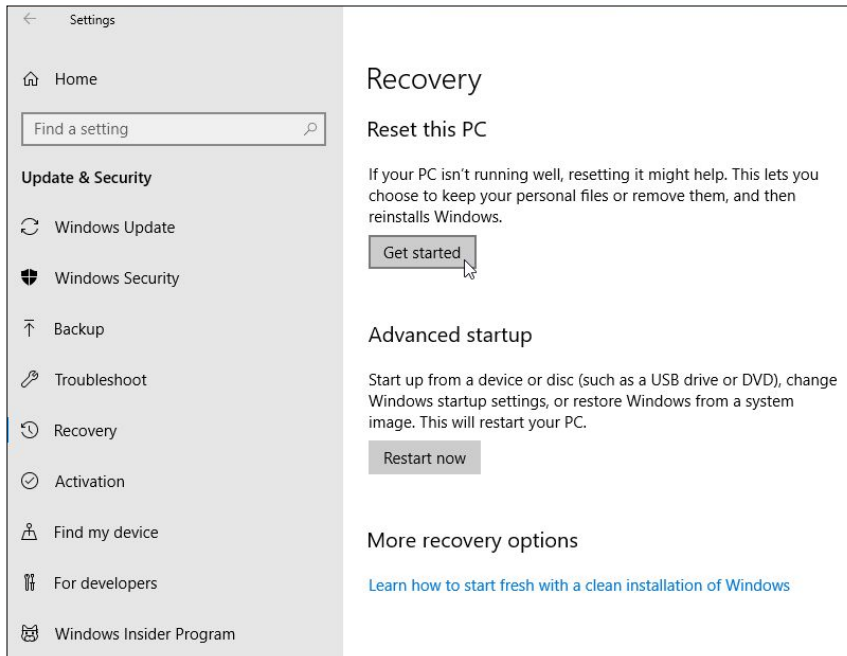 Settings
Home
Find a setting
Update & Security
Windows Update
Windows Security
Backup
Troubleshoot
Recovery
Activation
Find my device
For developers
Windows Insider Program
Recovery
Reset this PC
If your PC isn't running well, resetting it might help. This lets you
choose to keep your personal files or remove them, and then
reinstalls Windows.
Get started
Advanced startup
Start up from a device or disc (such as a USB drive or DVD), change
Windows startup settings, or restore Windows from a system
image. This will restart your PC.
Restart now
More recovery options
Learn how to start fresh with a clean installation of Windows